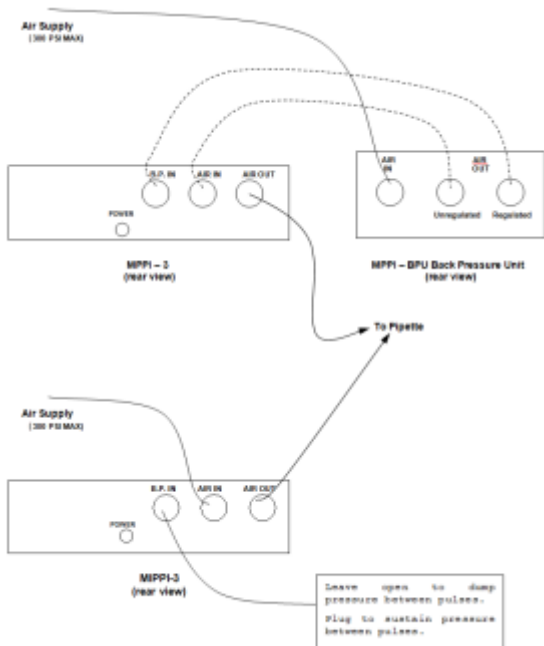 Air Supply
(300 PSI MAX)
B.P. IN
AIR IN
AIR OUT
POWER
MPPI – 3
(rear view)
AIR
IN
AIR
OUT
Unregulated
Regulated
MPPI – BPU Back Pressure Unit
(rear view)
To Pipette
Air Supply
(300 PSI MAX)
B.P. IN
AIR IN
AIR OUT
POWER
MIPPI-3
(rear view)
Leave open to dump
pressure between pulses.
Plug to sustain pressure
between pulses.